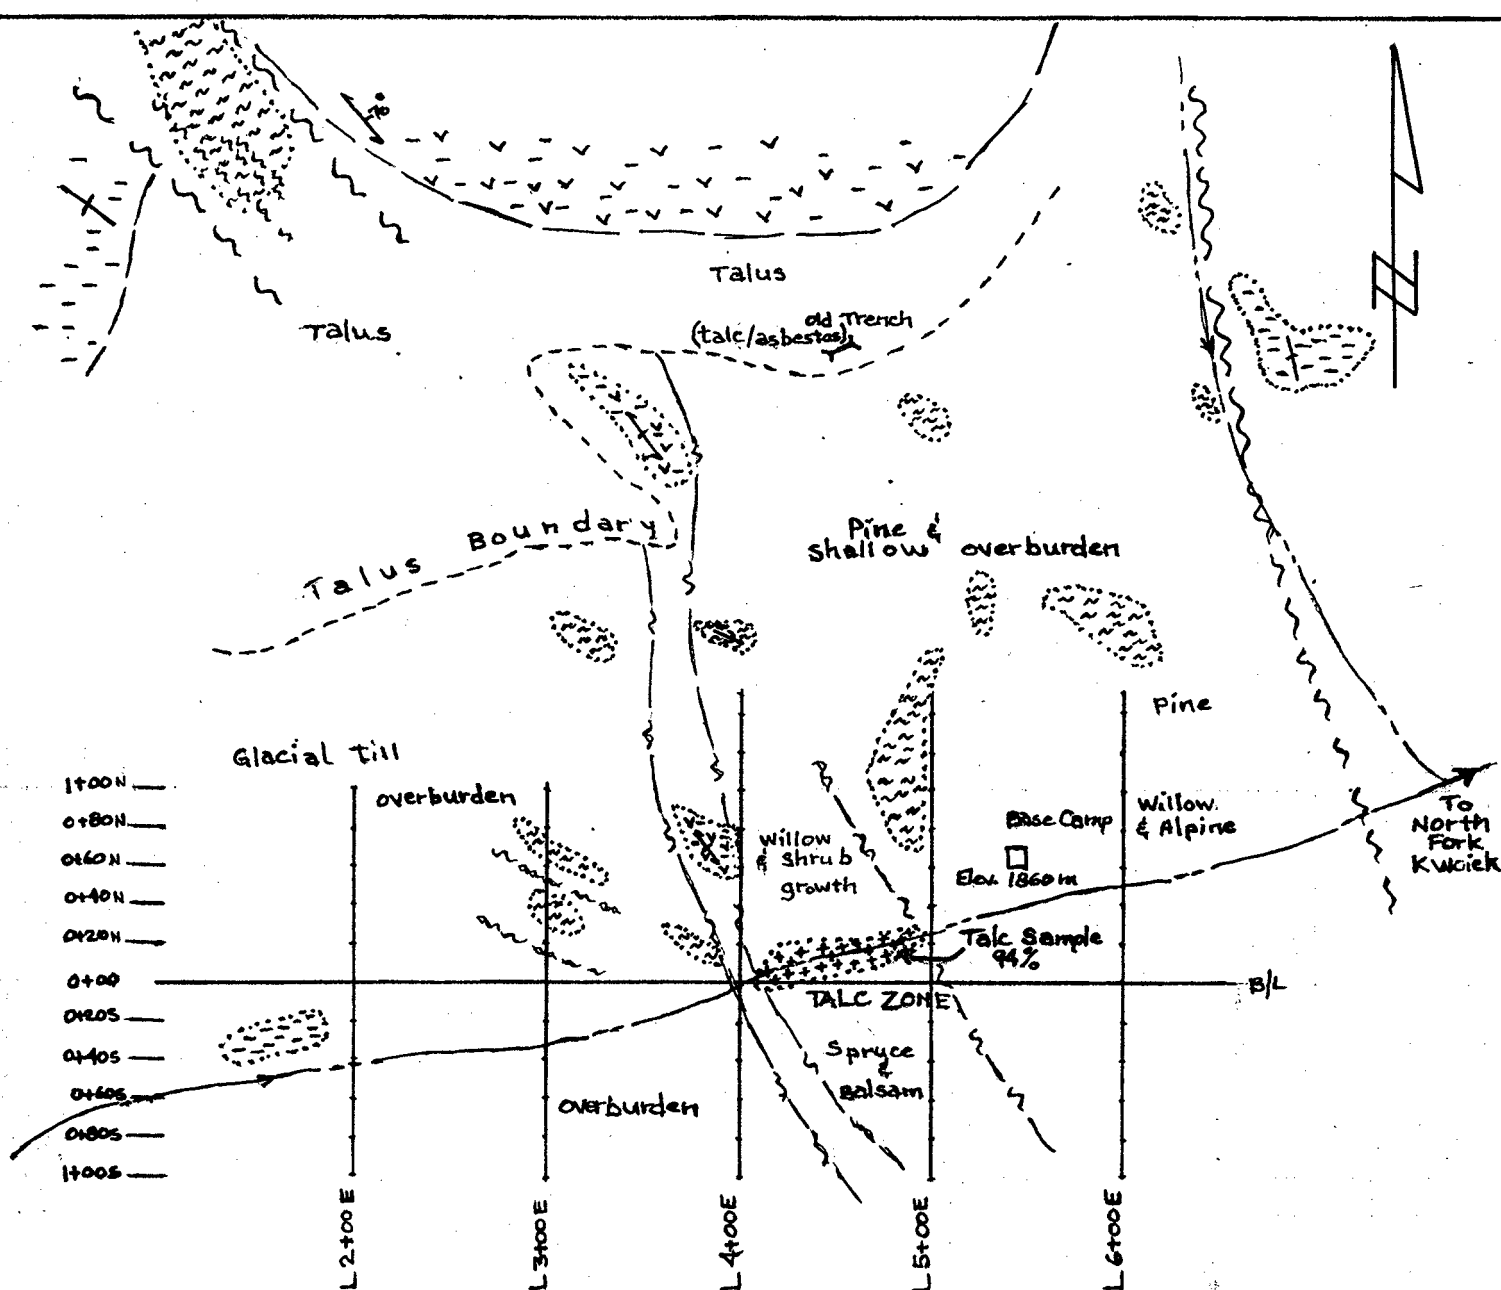 70°
Talus
Talus
old Trench
(talc/asbestos)
Talus Boundary
Pine &
shallow overburden
Pine
Glacial till
overburden
1+00N
0+80N
0+60N
0+40N
0+20N
0+00
0+20S
0+40S
0+60S
0+80S
1+00S
Willow
& Shrub
growth
Base Camp
Elev. 1860m
Willow
& Alpine
To
North
Fork
Kwoiek
Talc Sample
94%
B/L
TALC ZONE
Spruce
&
Balsam
overburden
L 2+00E
L 3+00E
L 4+00E
L 5+00E
L 6+00E